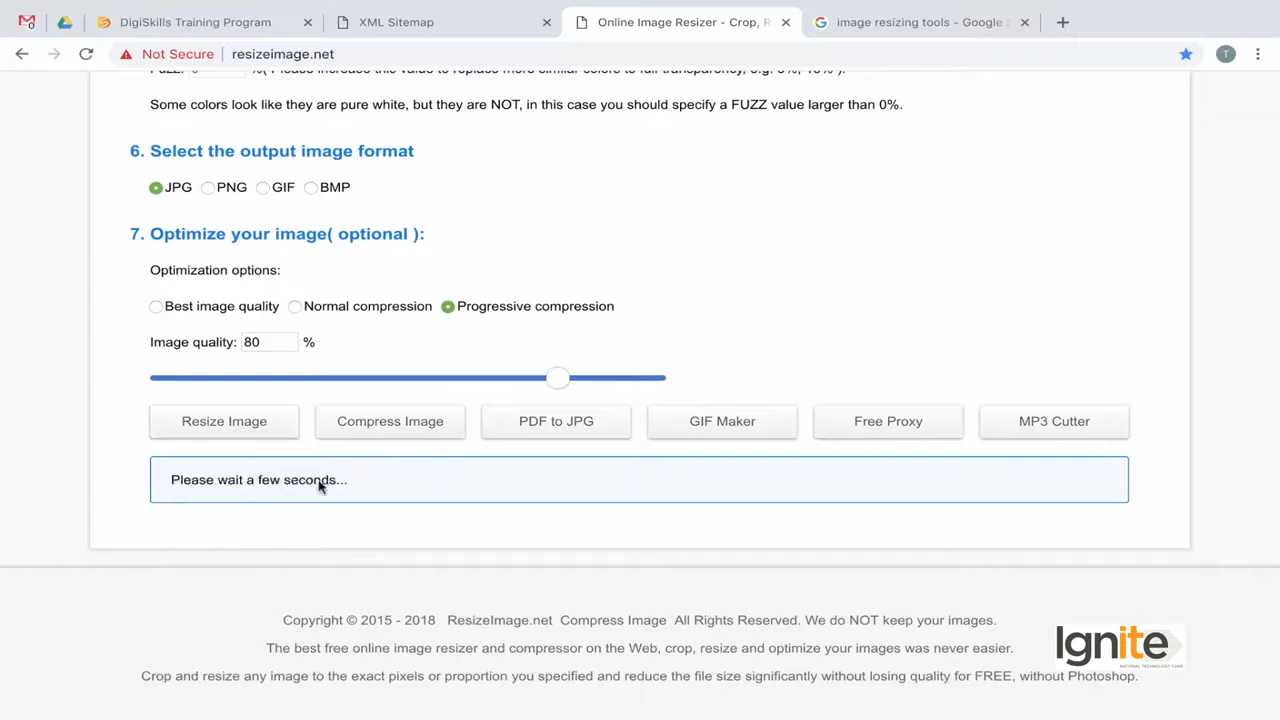 DigiSkills Training Program
XML Sitemap
Online Image Resizer - Crop, R
image resizing tools - Google
Not Secure
resizeimage.net
T
Some colors look like they are pure white, but they are NOT, in this case you should specify a FUZZ value larger than 0%.
6. Select the output image format
JPG PNG GIF BMP
7. Optimize your image( optional ):
Optimization options:
Best image quality Normal compression Progressive compression
Image quality: 80 %
Resize Image Compress Image PDF to JPG GIF Maker Free Proxy MP3 Cutter
Please wait a few seconds...
Copyright © 2015 - 2018 ResizeImage.net Compress Image All Rights Reserved. We do NOT keep your images.
The best free online image resizer and compressor on the Web, crop, resize and optimize your images was never easier.
Crop and resize any image to the exact pixels or proportion you specified and reduce the file size significantly without losing quality for FREE, without Photoshop.
Ignite
NATIONAL TECHNOLOGY FUND